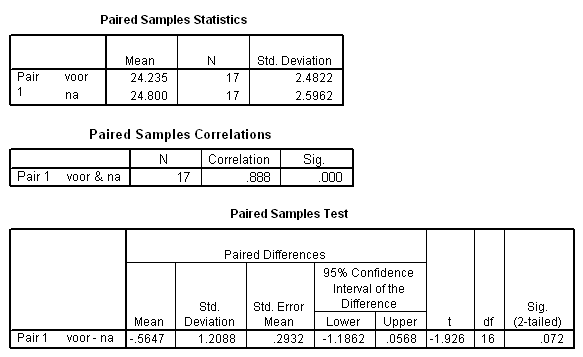 Paired Samples Statistics
Mean N Std. Deviation
Pair 1 voor 24.235 17 2.4822
na 24.800 17 2.5962
Paired Samples Correlations
N Correlation Sig.
Pair 1 voor & na 17 .888 .000
Paired Samples Test
Paired Differences
95% Confidence
Interval of the
Difference
Std. Std. Error Sig.
Mean Deviation Mean Lower Upper t df (2-tailed)
Pair 1 voor - na -.5647 1.2088 .2932 -1.1862 .0568 -1.926 16 .072